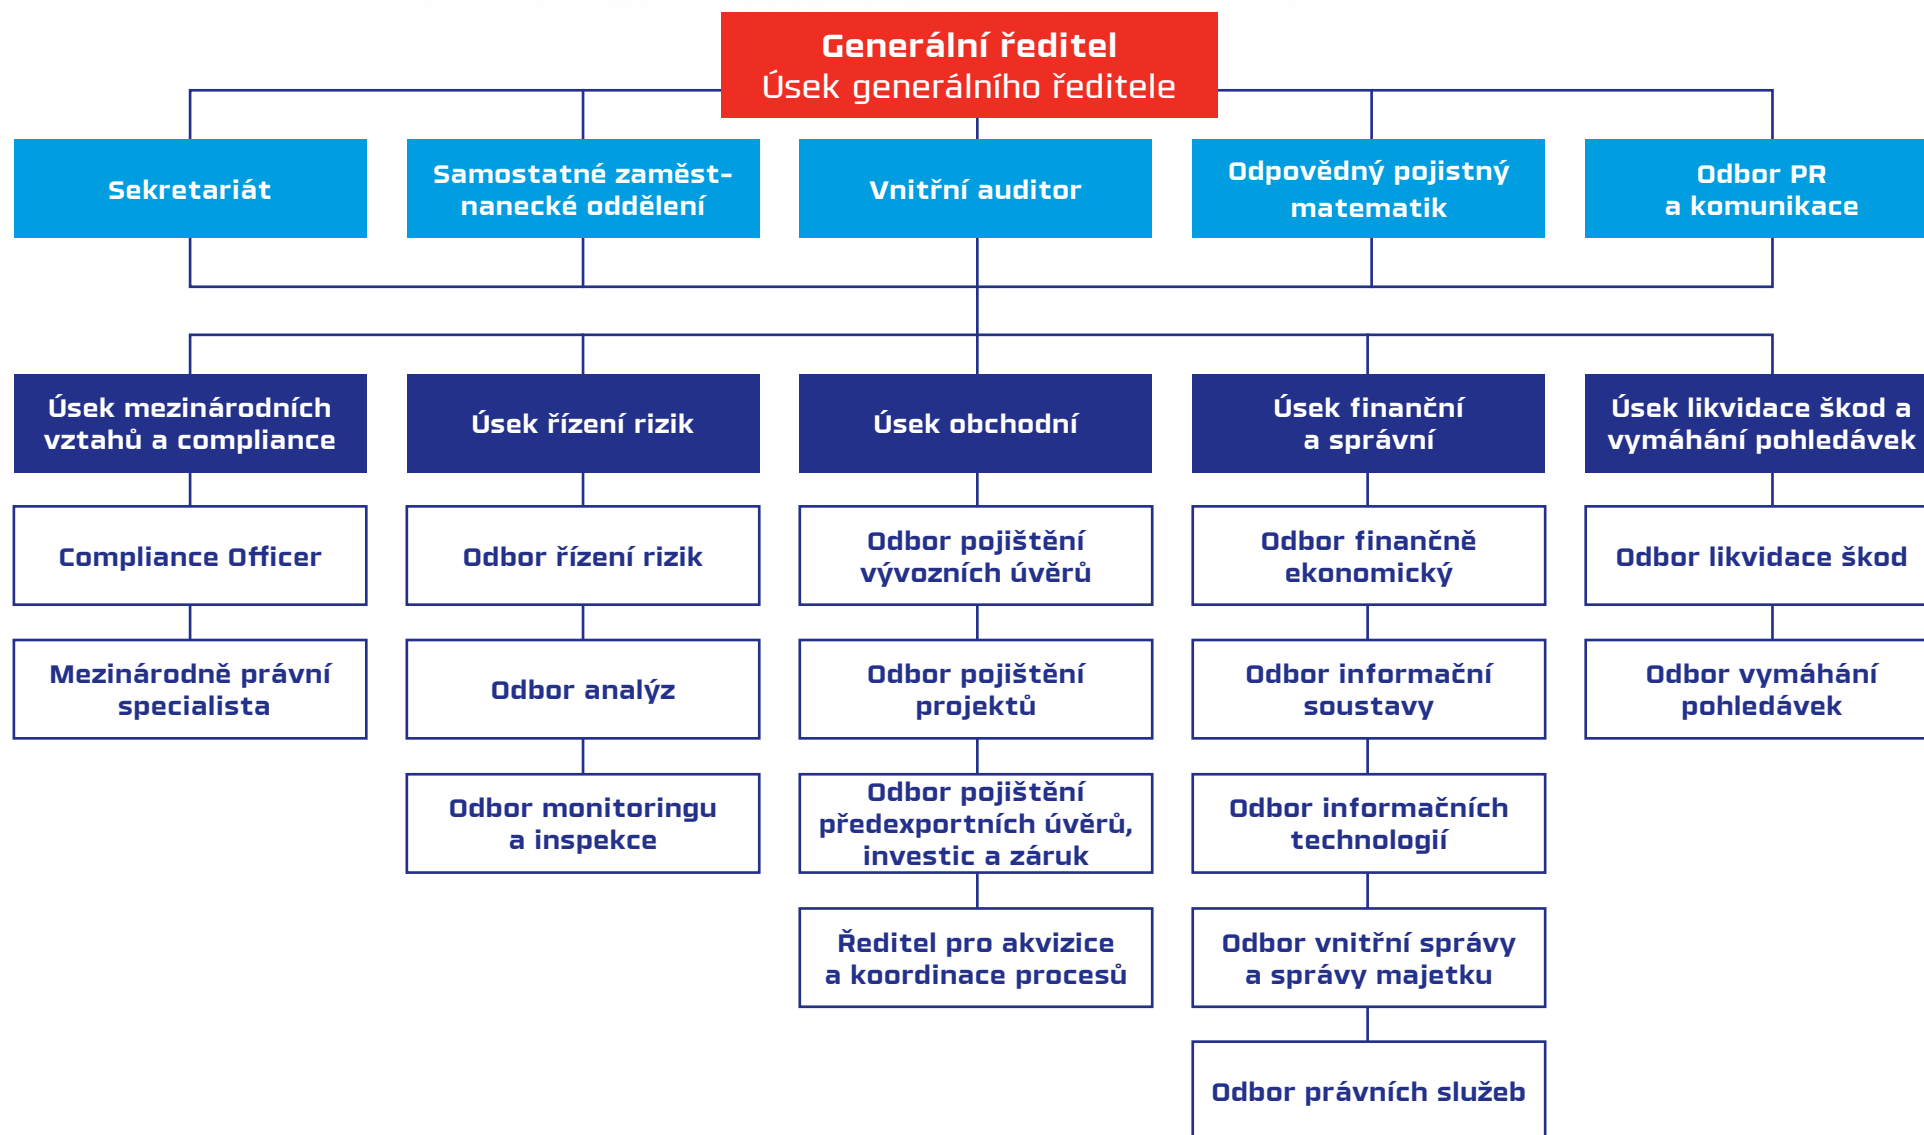 Generální ředitel
Úsek generálního ředitele
Sekretariát
Samostatné zaměst-
nanecké oddělení
Vnitřní auditor
Odpovědný pojistný
matematik
Odbor PR
a komunikace
Úsek mezinárodních
vztahů a compliance
Úsek řízení rizik
Úsek obchodní
Úsek finanční
a správní
Úsek likvidace škod a
vymáhání pohledávek
Compliance Officer
Odbor řízení rizik
Odbor pojištění
vývozních úvěrů
Odbor finančně
ekonomický
Odbor likvidace škod
Mezinárodně právní
specialista
Odbor analýz
Odbor pojištění
projektů
Odbor informační
soustavy
Odbor vymáhání
pohledávek
Odbor monitoringu
a inspekce
Odbor pojištění
předexportních úvěrů,
investic a záruk
Odbor informačních
technologií
Ředitel pro akvizice
a koordinace procesů
Odbor vnitřní správy
a správy majetku
Odbor právních služeb